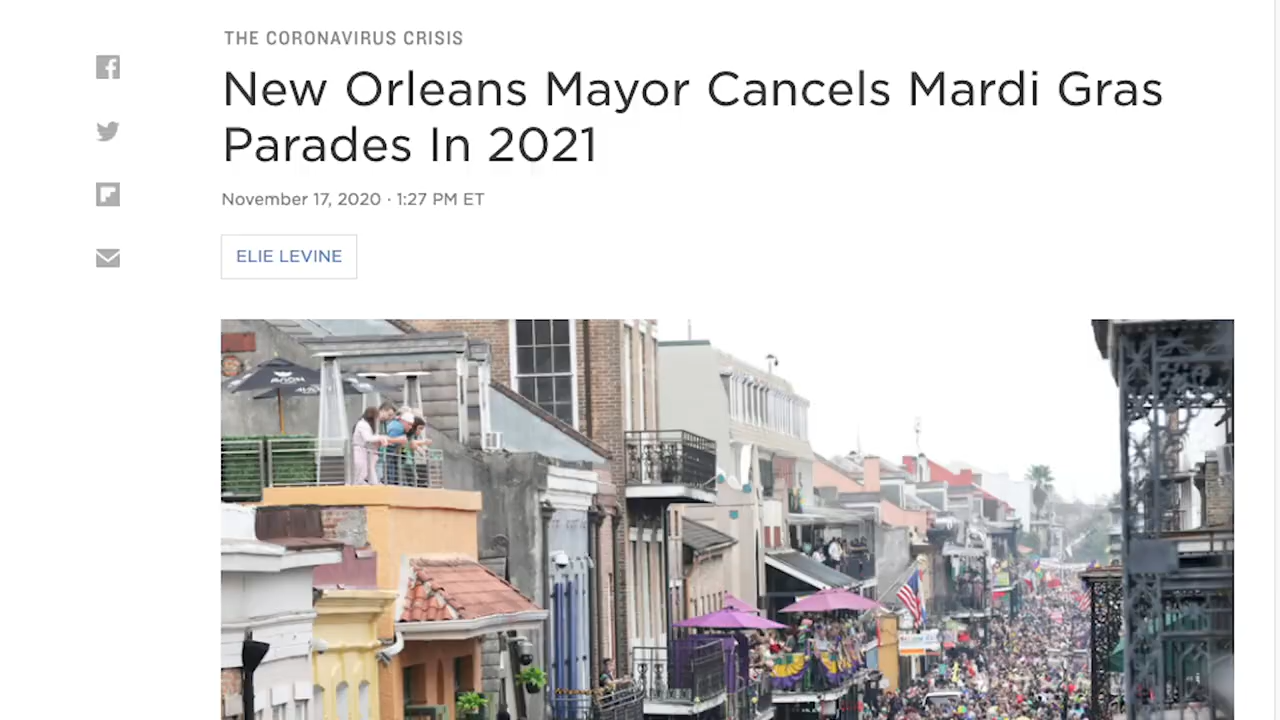 THE CORONAVIRUS CRISIS
New Orleans Mayor Cancels Mardi Gras
Parades In 2021
November 17, 2020 · 1:27 PM ET
ELIE LEVINE